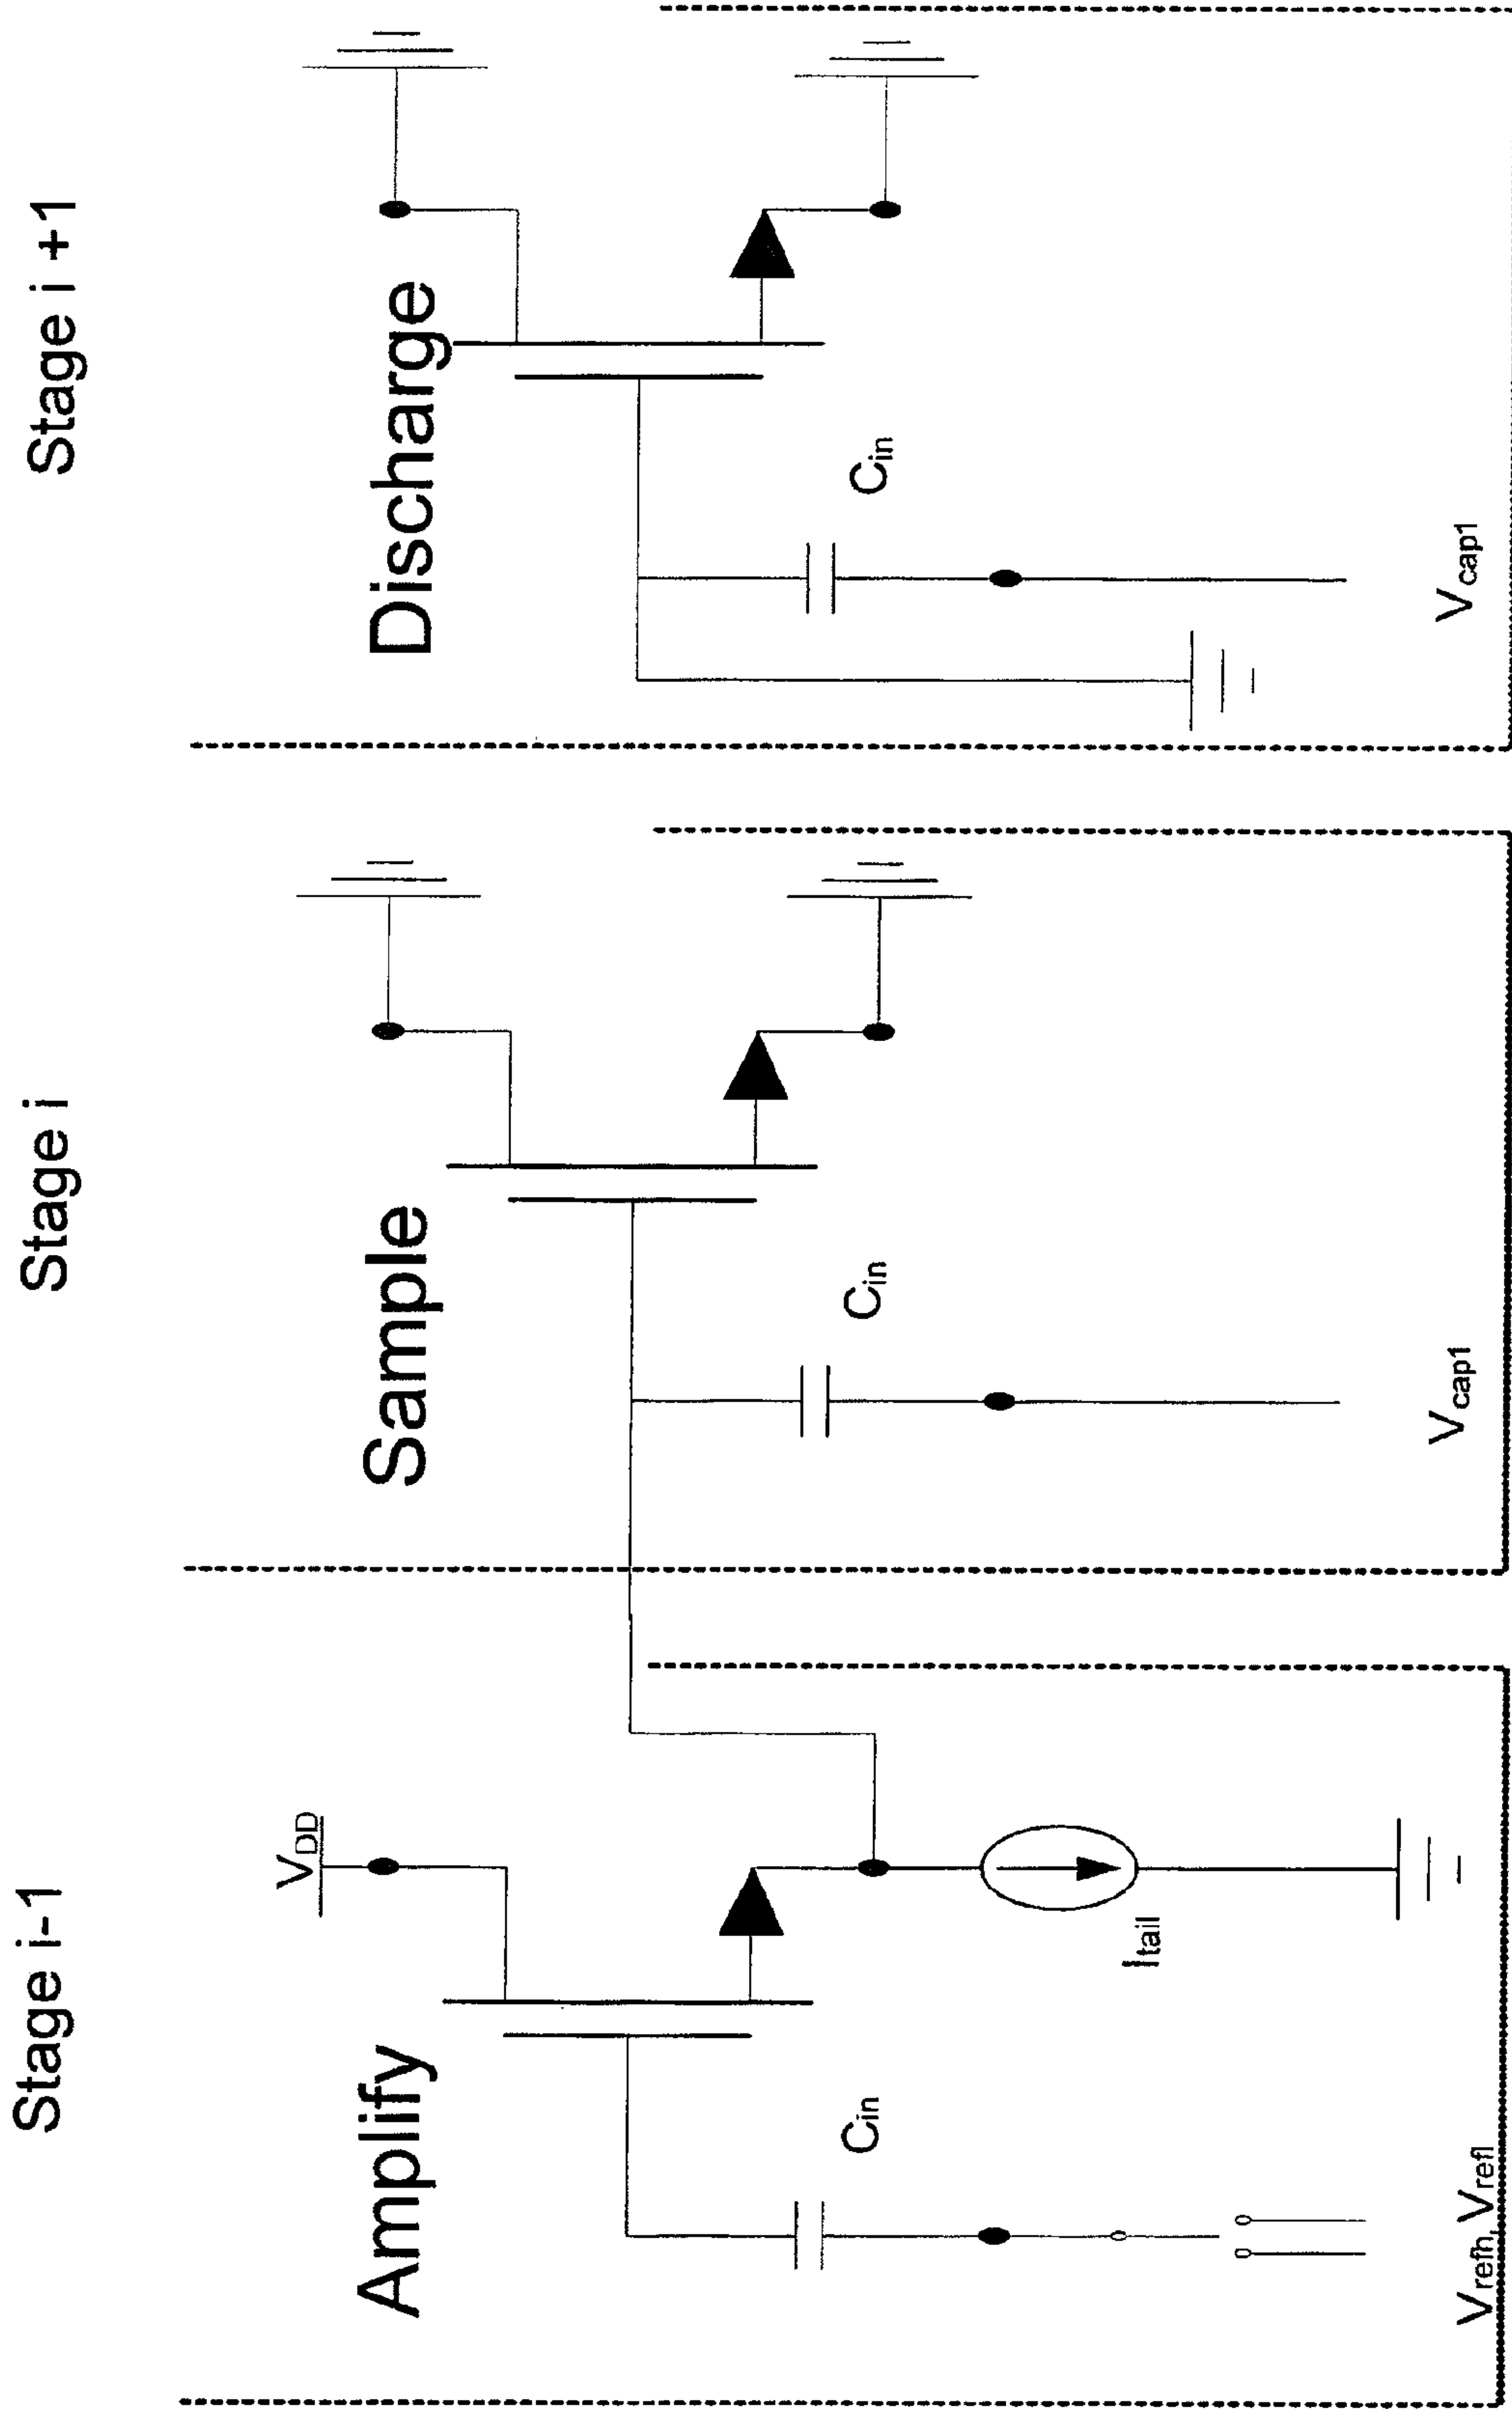 Stage i-1
Stage i
Stage i +1
Amplify
Sample
Discharge
VDD
Cin
Cin
Cin
Itail
Vrefh, Vrefl
Vcap1
Vcap1